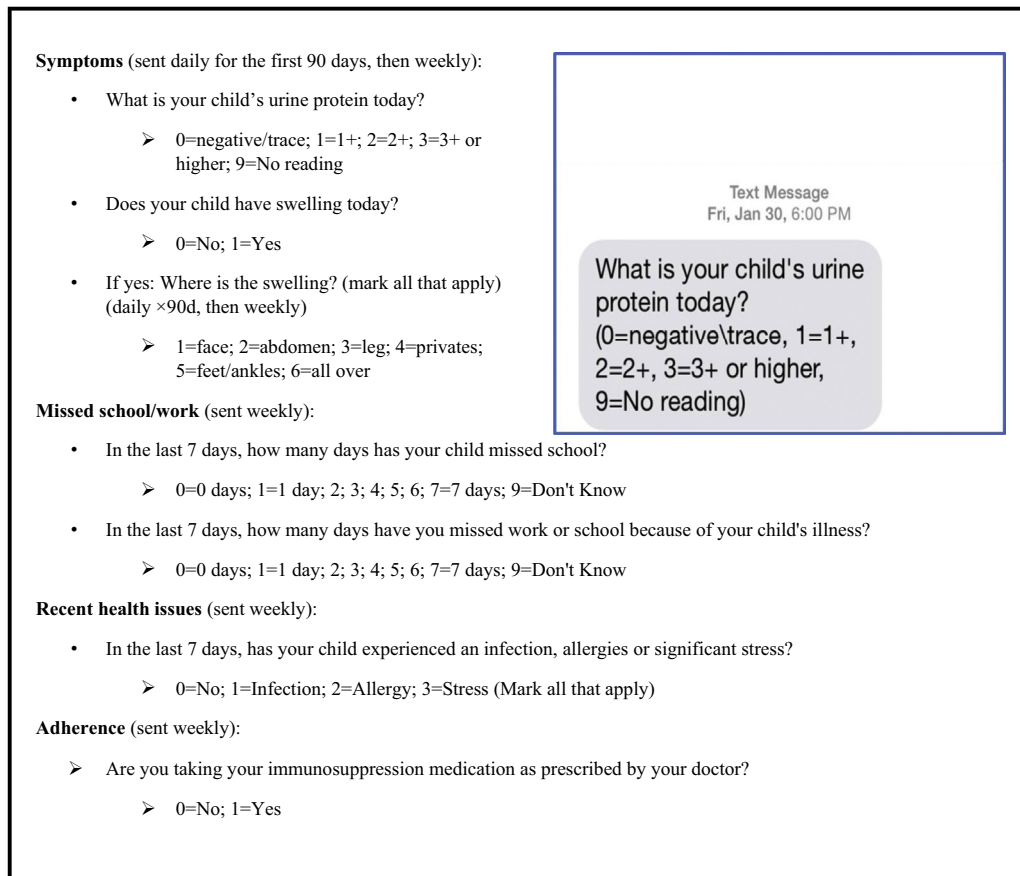 Symptoms (sent daily for the first 90 days, then weekly):
• What is your child’s urine protein today?
➢ 0=negative/trace; 1=1+; 2=2+; 3=3+ or
higher; 9=No reading
• Does your child have swelling today?
➢ 0=No; 1=Yes
• If yes: Where is the swelling? (mark all that apply)
(daily ×90d, then weekly)
➢ 1=face; 2=abdomen; 3=leg; 4=privates;
5=feet/ankles; 6=all over
Text Message
Fri, Jan 30, 6:00 PM
What is your child's urine
protein today?
(0=negative\trace, 1=1+,
2=2+, 3=3+ or higher,
9=No reading)
Missed school/work (sent weekly):
• In the last 7 days, how many days has your child missed school?
➢ 0=0 days; 1=1 day; 2; 3; 4; 5; 6; 7=7 days; 9=Don't Know
• In the last 7 days, how many days have you missed work or school because of your child's illness?
➢ 0=0 days; 1=1 day; 2; 3; 4; 5; 6; 7=7 days; 9=Don't Know
Recent health issues (sent weekly):
• In the last 7 days, has your child experienced an infection, allergies or significant stress?
➢ 0=No; 1=Infection; 2=Allergy; 3=Stress (Mark all that apply)
Adherence (sent weekly):
➢ Are you taking your immunosuppression medication as prescribed by your doctor?
➢ 0=No; 1=Yes